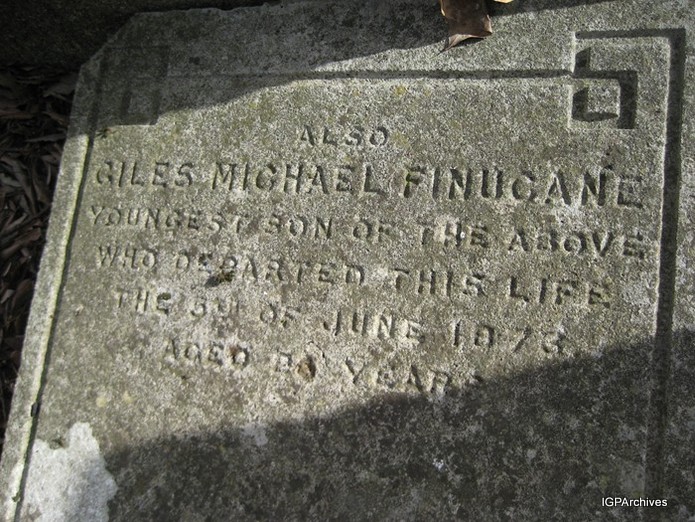 ALSO
GILES MICHAEL FINUCANE
YOUNGEST SON OF THE ABOVE
WHO DEPARTED THIS LIFE
THE OF JUNE
AGED YEARS
IGPArchives